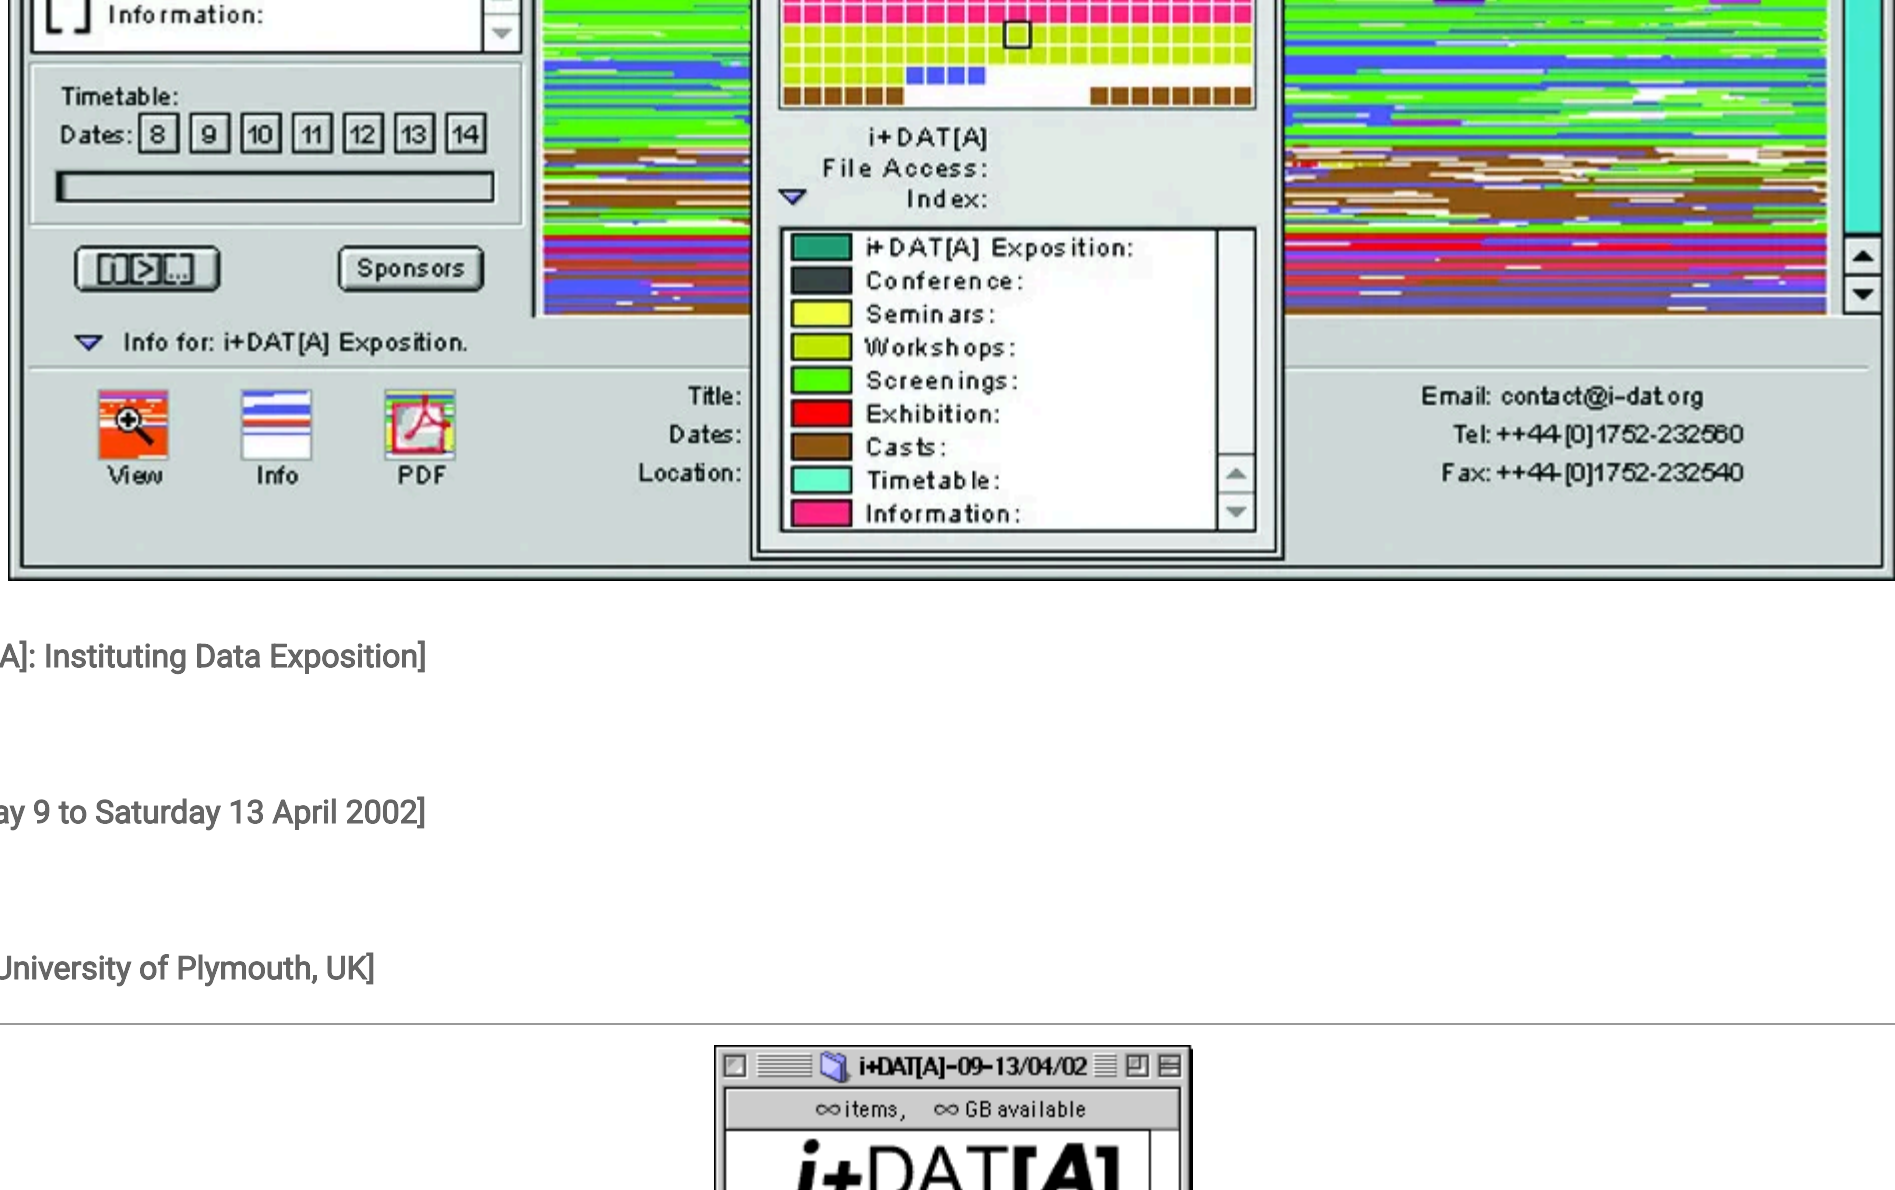 [ ] Information:
Timetable:
Dates: 8 9 10 11 12 13 14
[i][>][...] Sponsors
Info for: i+DAT[A] Exposition.
View Info PDF
Title:
Dates:
Location:
i+DAT[A]
File Access:
Index:
i+DAT[A] Exposition:
Conference:
Seminars:
Workshops:
Screenings:
Exhibition:
Casts:
Timetable:
Information:
Email: contact@i-dat.org
Tel: ++44-[0]1752-232560
Fax: ++44-[0]1752-232540
A]: Instituting Data Exposition]
ay 9 to Saturday 13 April 2002]
University of Plymouth, UK]
i+DAT[A]-09-13/04/02
∞ items, ∞ GB available
i+DAT[A]